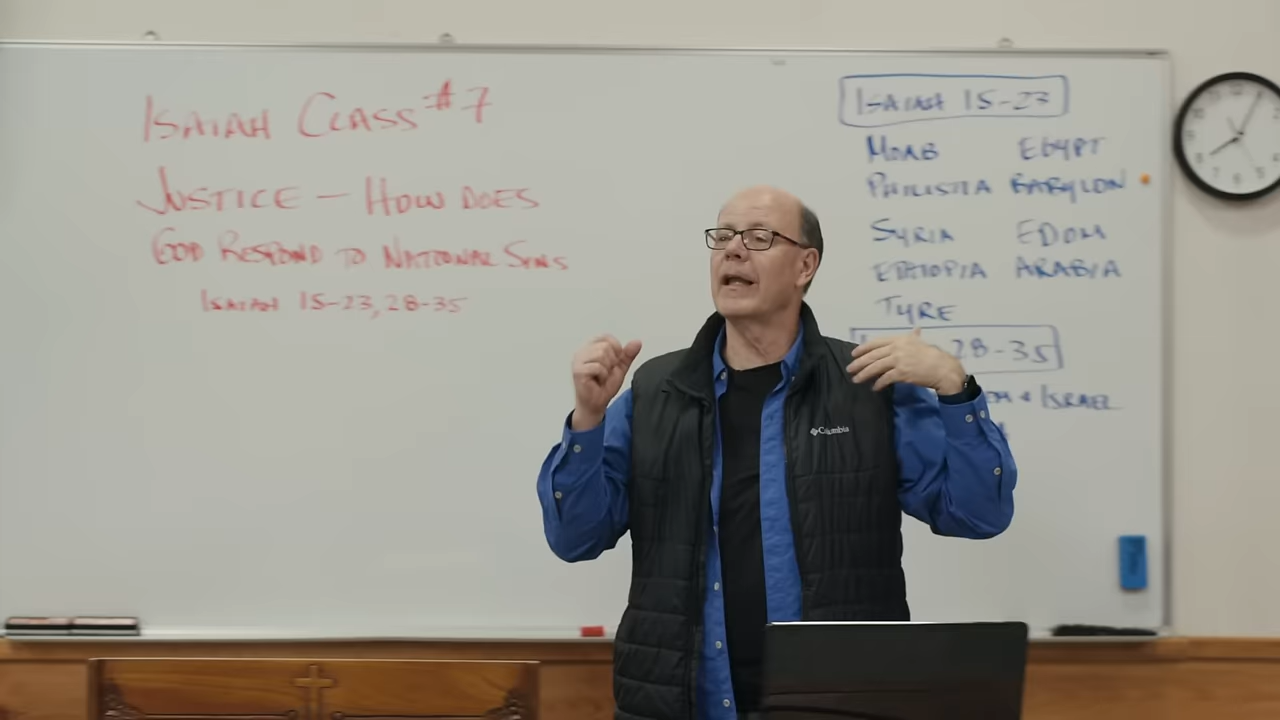 ISAIAH CLASS #7
JUSTICE – HOW DOES
GOD RESPOND TO NATIONAL SINS
ISAIAH 15-23, 28-35
ISAIAH 15-23
MOAB EGYPT
PHILISTIA BABYLON
SYRIA EDOM
ETHIOPIA ARABIA
TYRE
28-35
+ ISRAEL
Columbia